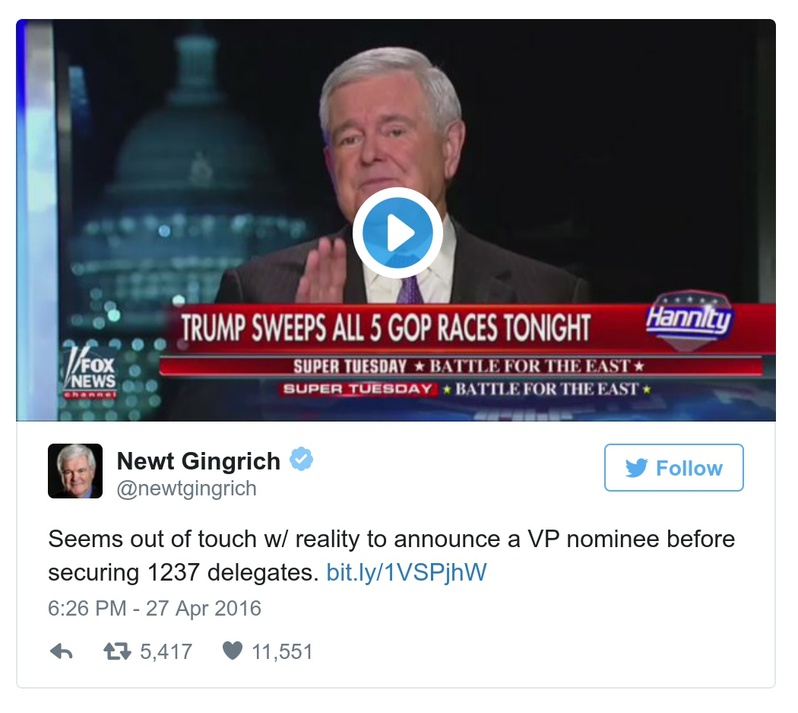 TRUMP SWEEPS ALL 5 GOP RACES TONIGHT
Hannity
SUPER TUESDAY ★ BATTLE FOR THE EAST ★
SUPER TUESDAY ★ BATTLE FOR THE EAST ★
FOX
NEWS
channel
Newt Gingrich
@newtgingrich
Follow
Seems out of touch w/ reality to announce a VP nominee before
securing 1237 delegates. bit.ly/1VSPjhW
6:26 PM - 27 Apr 2016
5,417 11,551